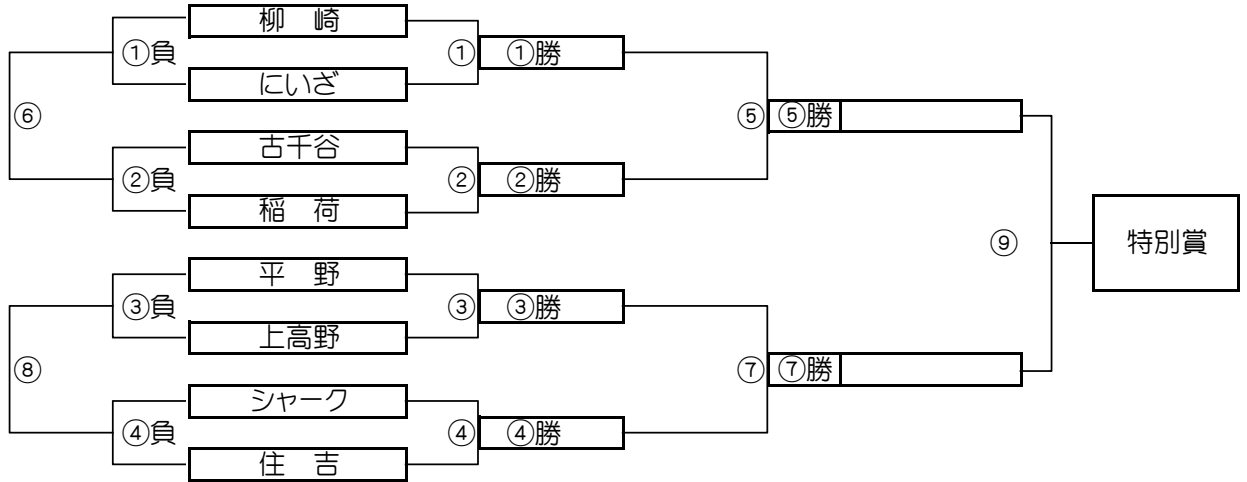 柳　崎
①負
①
①勝
にいざ
⑥
⑤
⑤勝
古千谷
②負
②
②勝
稲　荷
⑨
特別賞
平　野
③負
③
③勝
上高野
⑧
⑦
⑦勝
シャーク
④負
④
④勝
住　吉